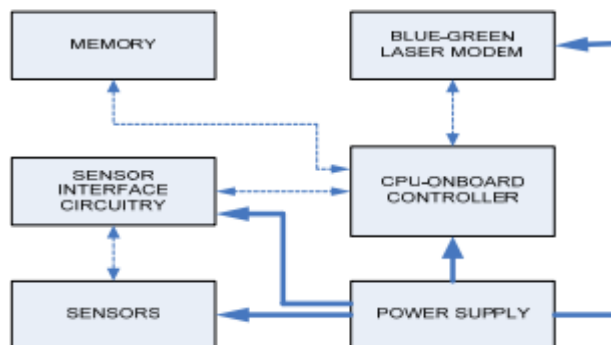 MEMORY
BLUE-GREEN
LASER MODEM
SENSOR
INTERFACE
CIRCUITRY
CPU-ONBOARD
CONTROLLER
SENSORS
POWER SUPPLY